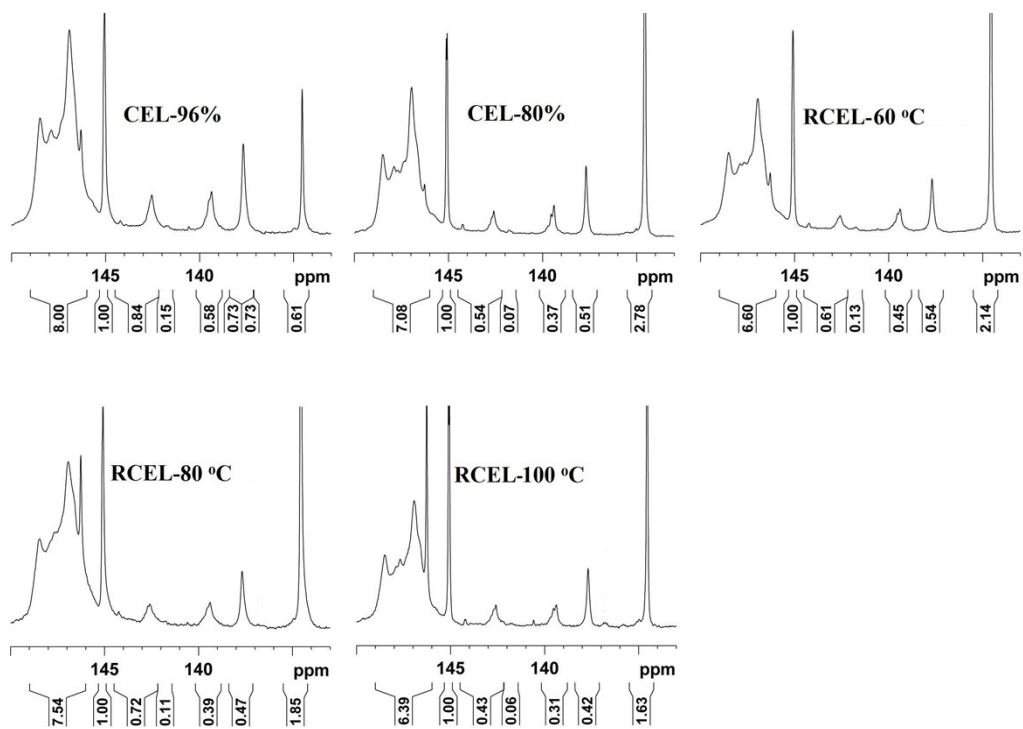 CEL-96%
145 140 ppm
8.00 1.00 0.84 0.15 0.58 0.73 0.73 0.61
CEL-80%
145 140 ppm
7.08 1.00 0.54 0.07 0.37 0.51 2.78
RCEL-60 °C
145 140 ppm
6.60 1.00 0.61 0.13 0.45 0.54 2.14
RCEL-80 °C
145 140 ppm
7.54 1.00 0.72 0.11 0.39 0.47 1.85
RCEL-100 °C
145 140 ppm
6.39 1.00 0.43 0.06 0.31 0.42 1.63